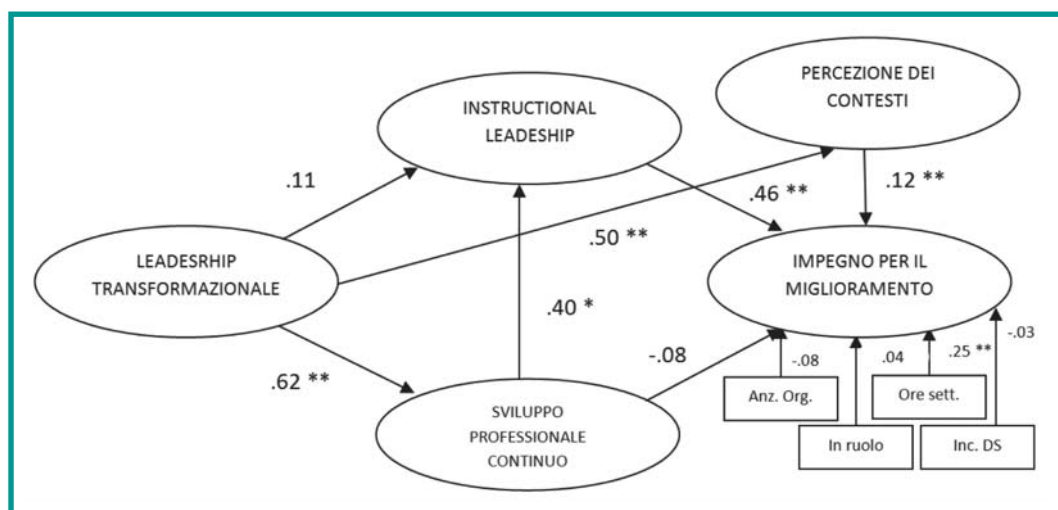 PERCEZIONE DEI
CONTESTI
INSTRUCTIONAL
LEADESHIP
.11
.46 **
.12 **
.50 **
LEADESRHIP
TRANSFORMAZIONALE
IMPEGNO PER IL
MIGLIORAMENTO
.40 *
.62 **
-.08
-.08
.04
.25 **
-.03
SVILUPPO
PROFESSIONALE
CONTINUO
Anz. Org.
Ore sett.
In ruolo
Inc. DS